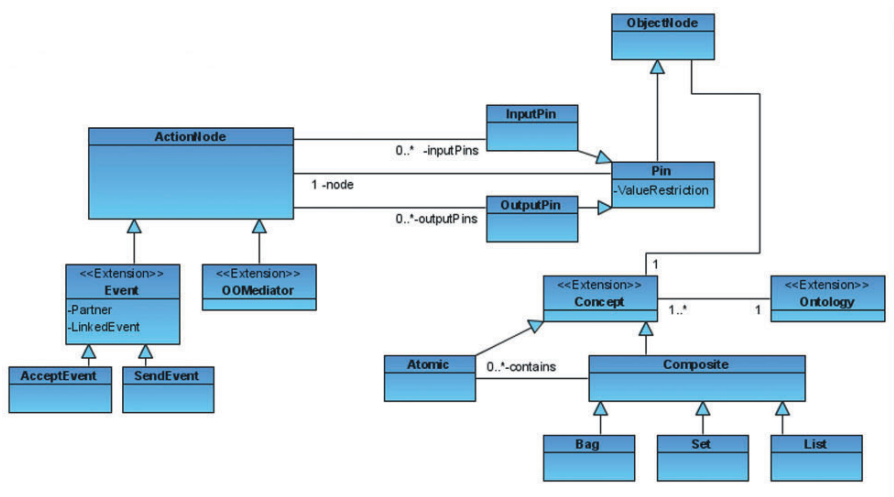 ObjectNode
InputPin
ActionNode
0..* -inputPins
Pin
-ValueRestriction
1 -node
OutputPin
0..*-outputPins
1
<<Extension>>
Event
-Partner
-LinkedEvent
<<Extension>>
OOMediator
<<Extension>>
Concept
1..*
1
<<Extension>>
Ontology
AcceptEvent
SendEvent
Atomic
0..*-contains
Composite
Bag
Set
List